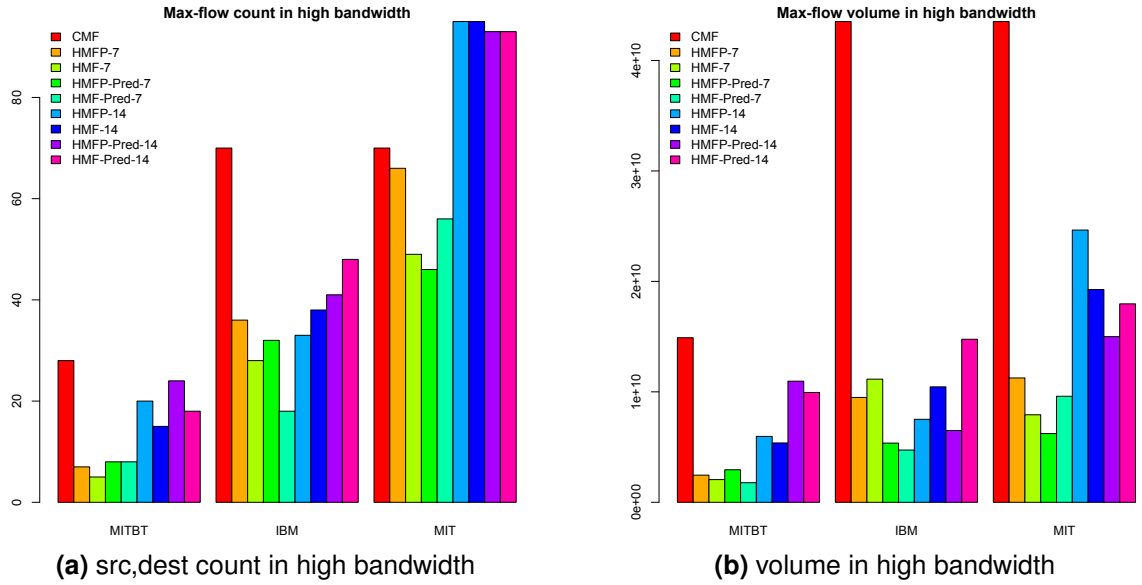 Max-flow count in high bandwidth
CMF
HMFP-7
HMF-7
HMFP-Pred-7
HMF-Pred-7
HMFP-14
HMF-14
HMFP-Pred-14
HMF-Pred-14
80
60
40
20
0
MITBT IBM MIT
(a) src,dest count in high bandwidth
Max-flow volume in high bandwidth
CMF
HMFP-7
HMF-7
HMFP-Pred-7
HMF-Pred-7
HMFP-14
HMF-14
HMFP-Pred-14
HMF-Pred-14
4e+10
3e+10
2e+10
1e+10
0e+00
MITBT IBM MIT
(b) volume in high bandwidth